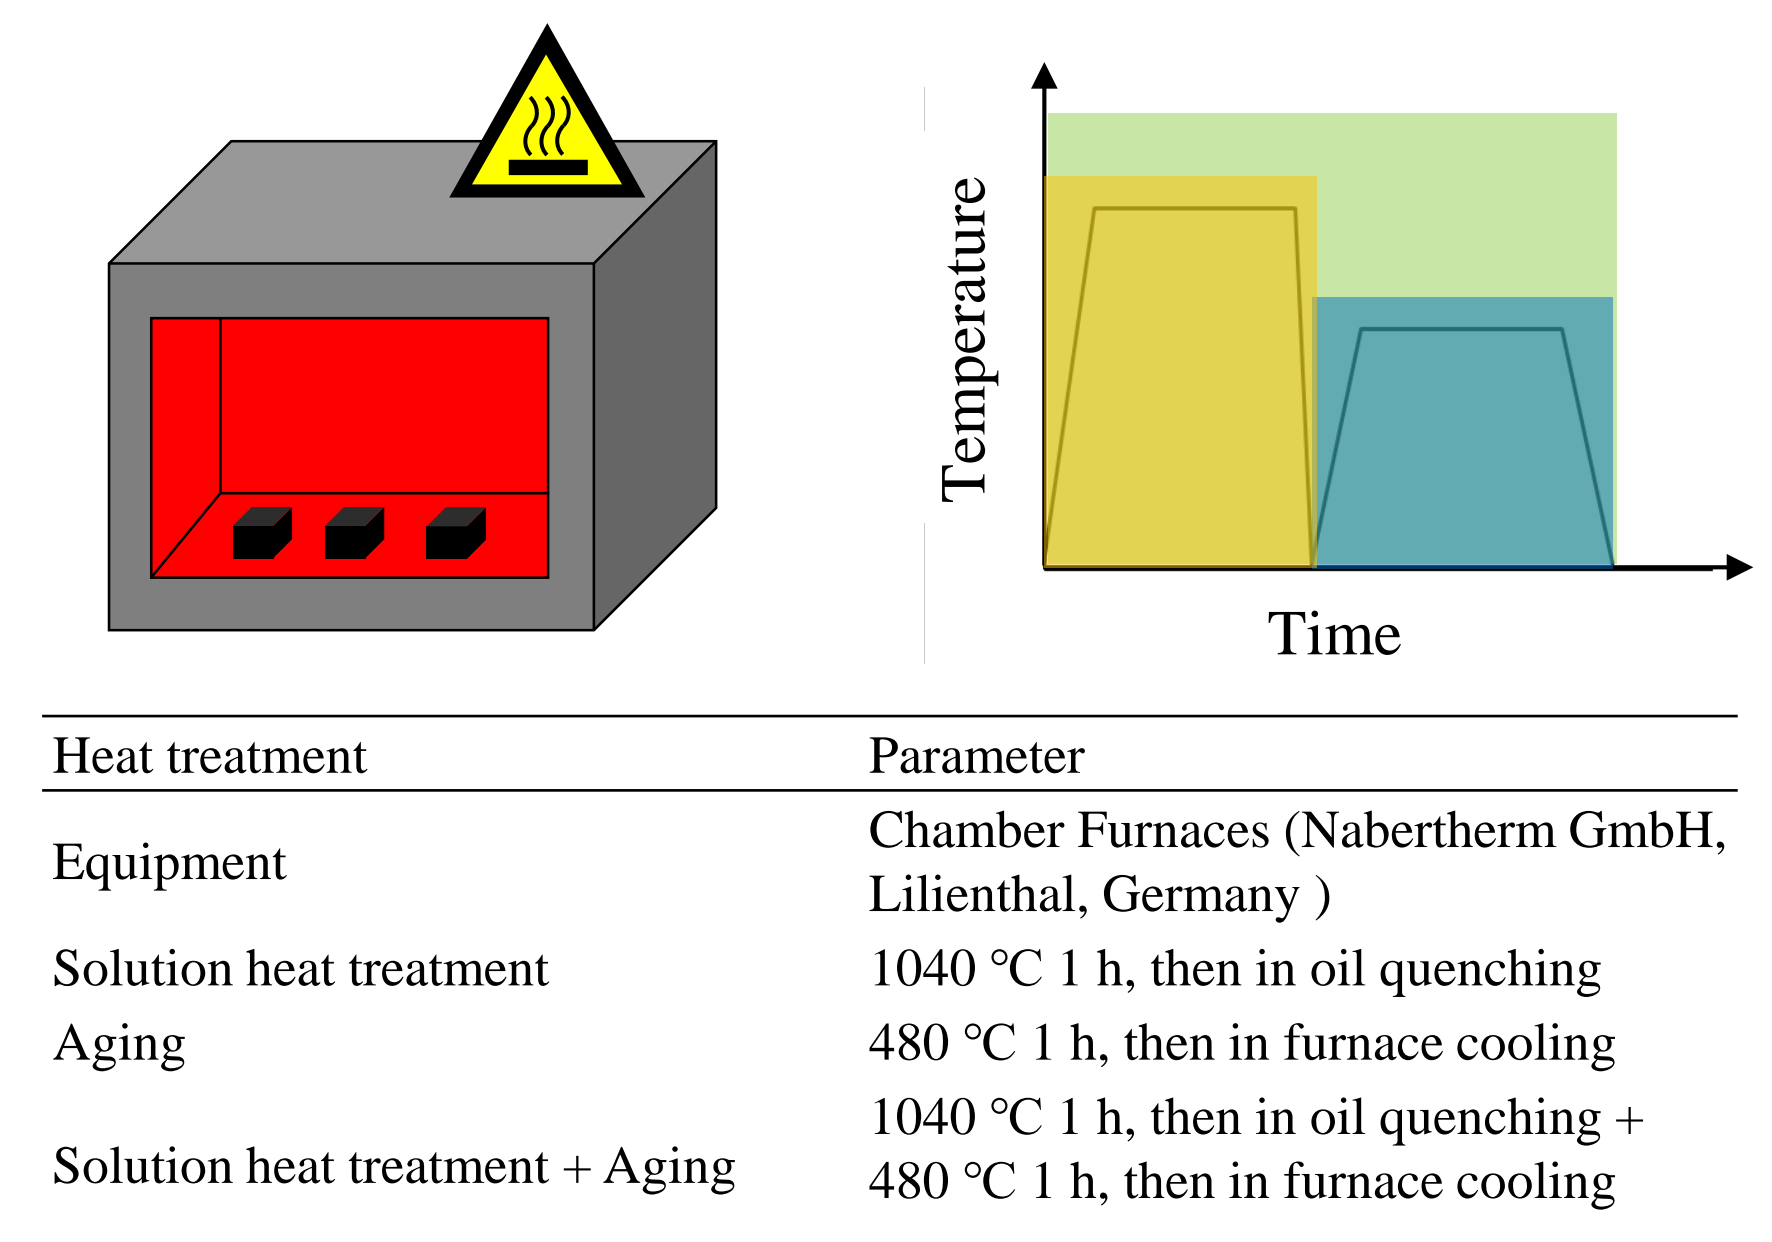 Temperature
Time
Heat treatment
Parameter
Equipment
Chamber Furnaces (Nabertherm GmbH,
Lilienthal, Germany )
Solution heat treatment
1040 °C 1 h, then in oil quenching
Aging
480 °C 1 h, then in furnace cooling
Solution heat treatment + Aging
1040 °C 1 h, then in oil quenching +
480 °C 1 h, then in furnace cooling